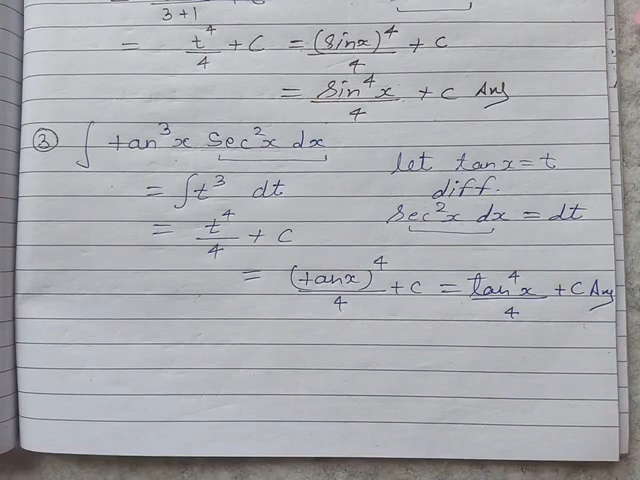 3+1
= t⁴/4 + C = (sinx)⁴/4 + c
= sin⁴x/4 + c Ans
③ ∫ tan³x sec²x dx
let tanx = t
= ∫t³ dt
diff.
sec²x dx = dt
= t⁴/4 + c
= (tanx)⁴/4 + c = tan⁴x/4 + c Ans